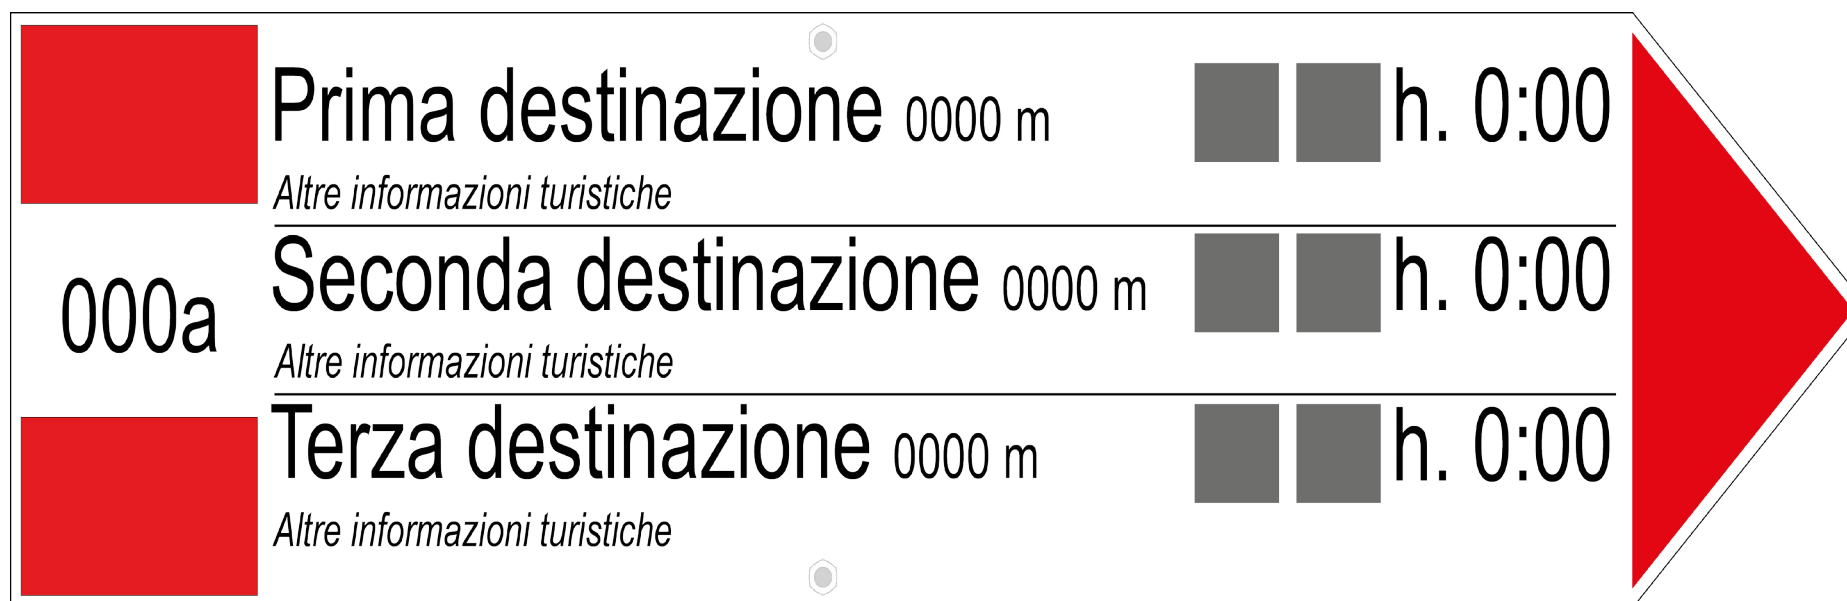 Prima destinazione 0000 m h. 0:00
Altre informazioni turistiche
000a
Seconda destinazione 0000 m h. 0:00
Altre informazioni turistiche
Terza destinazione 0000 m h. 0:00
Altre informazioni turistiche